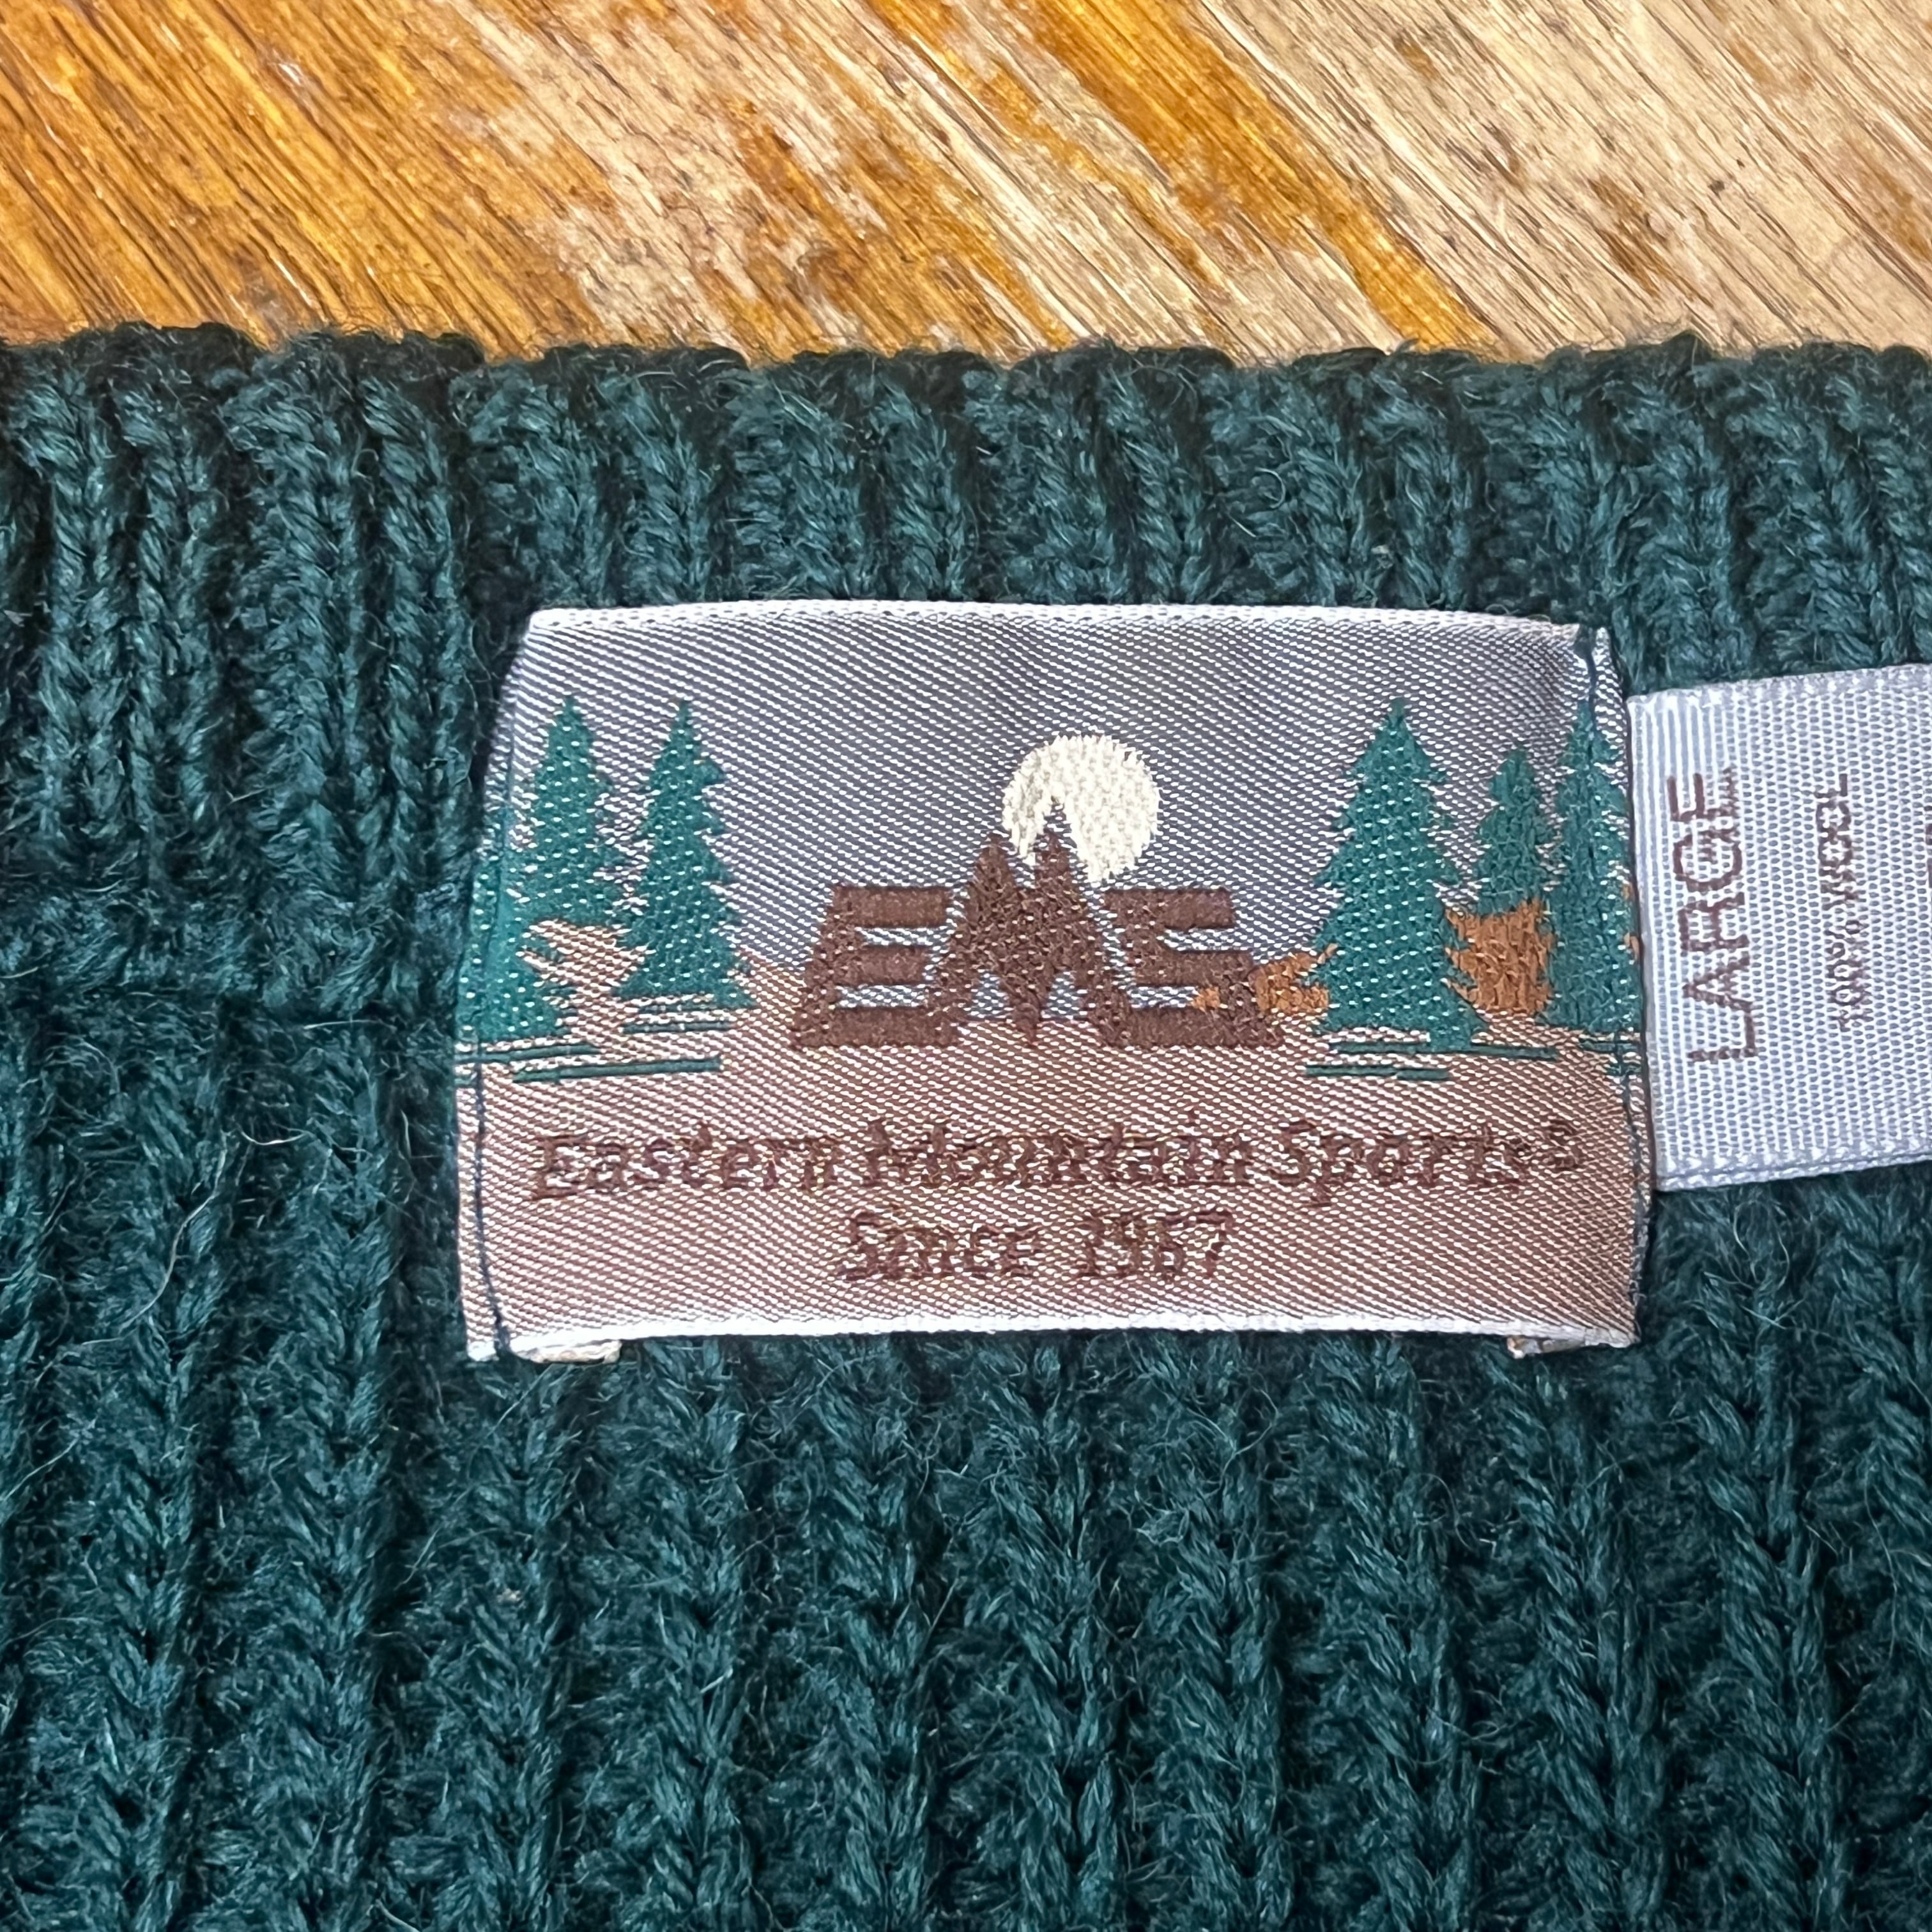 EMS
Eastern Mountain Sports®
Since 1967
LARGE
100% WOOL